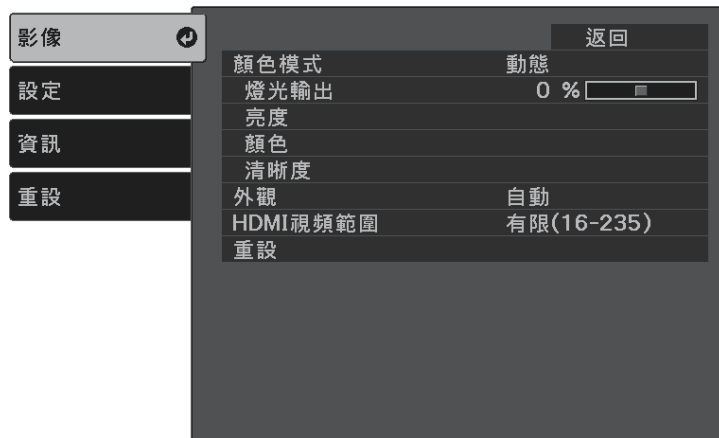 影像
設定
資訊
重設
返回
顏色模式 動態
燈光輸出 0 %
亮度
顏色
清晰度
外觀 自動
HDMI視頻範圍 有限(16-235)
重設